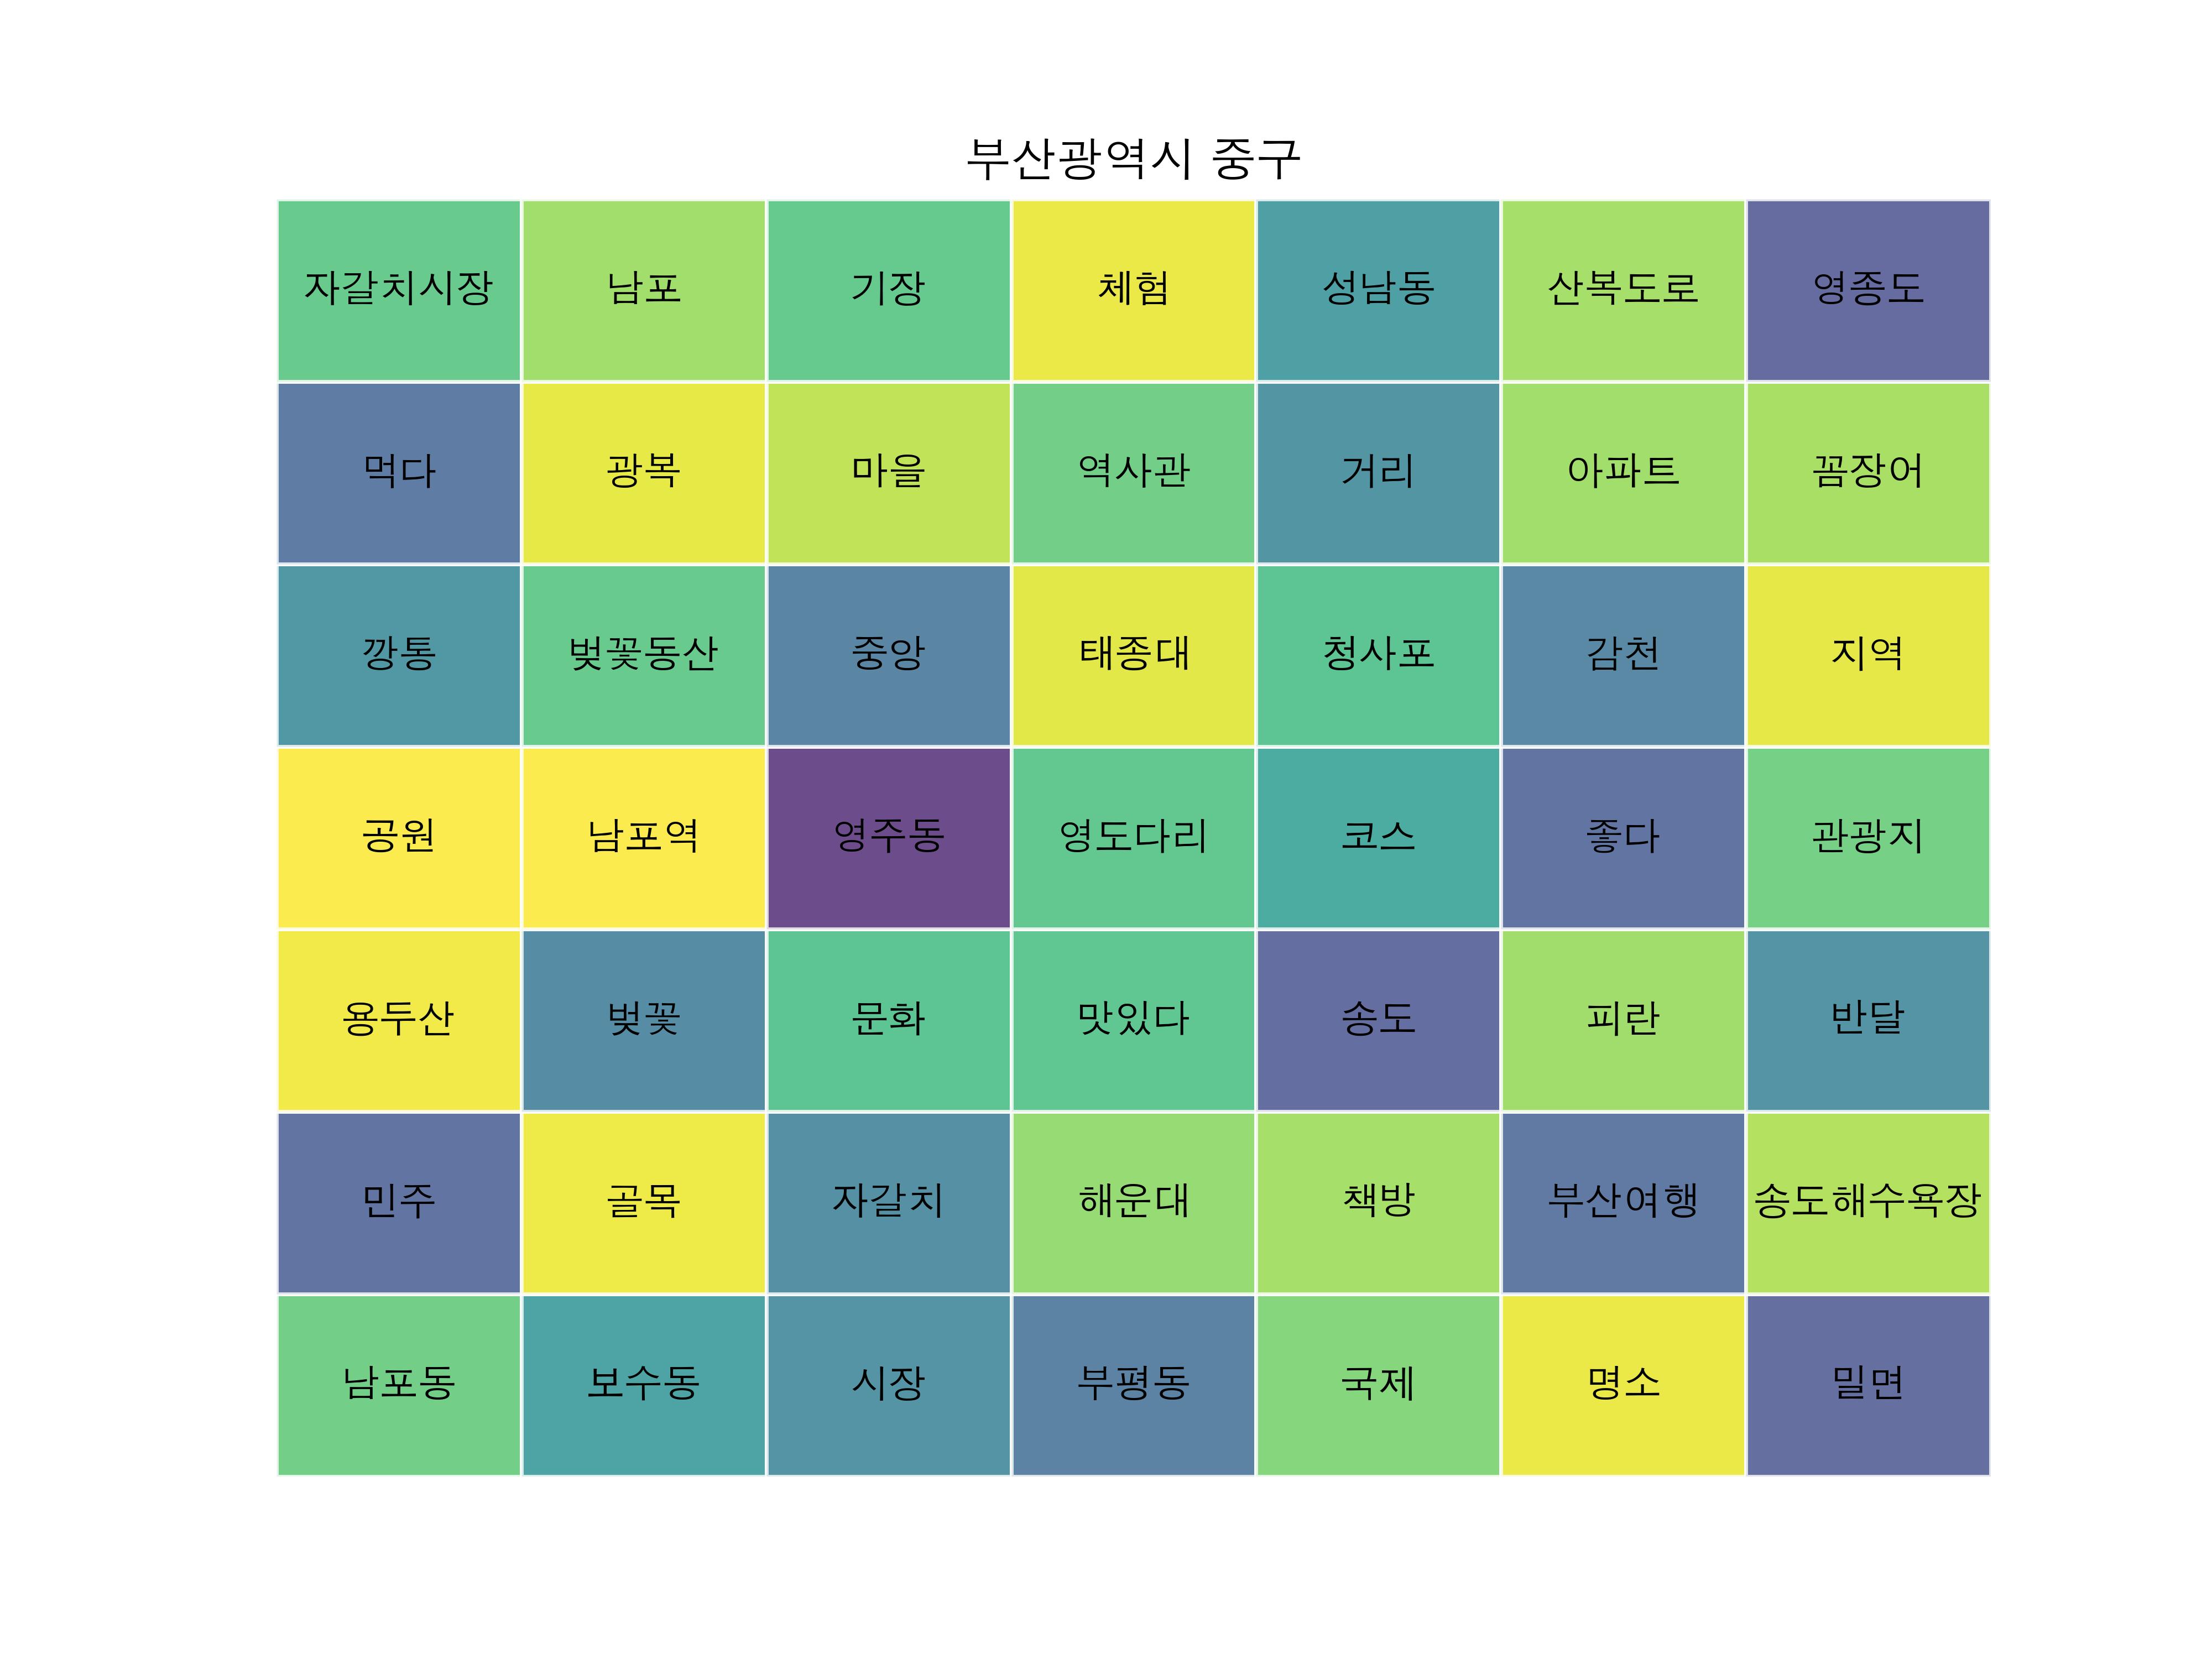 부산광역시 중구
자갈치시장 남포 기장 체험 성남동 산복도로 영종도
먹다 광복 마을 역사관 거리 아파트 꼼장어
깡통 벚꽃동산 중앙 태종대 청사포 감천 지역
공원 남포역 영주동 영도다리 코스 좋다 관광지
용두산 벚꽃 문화 맛있다 송도 피란 반달
민주 골목 자갈치 해운대 책방 부산여행 송도해수욕장
남포동 보수동 시장 부평동 국제 명소 밀면